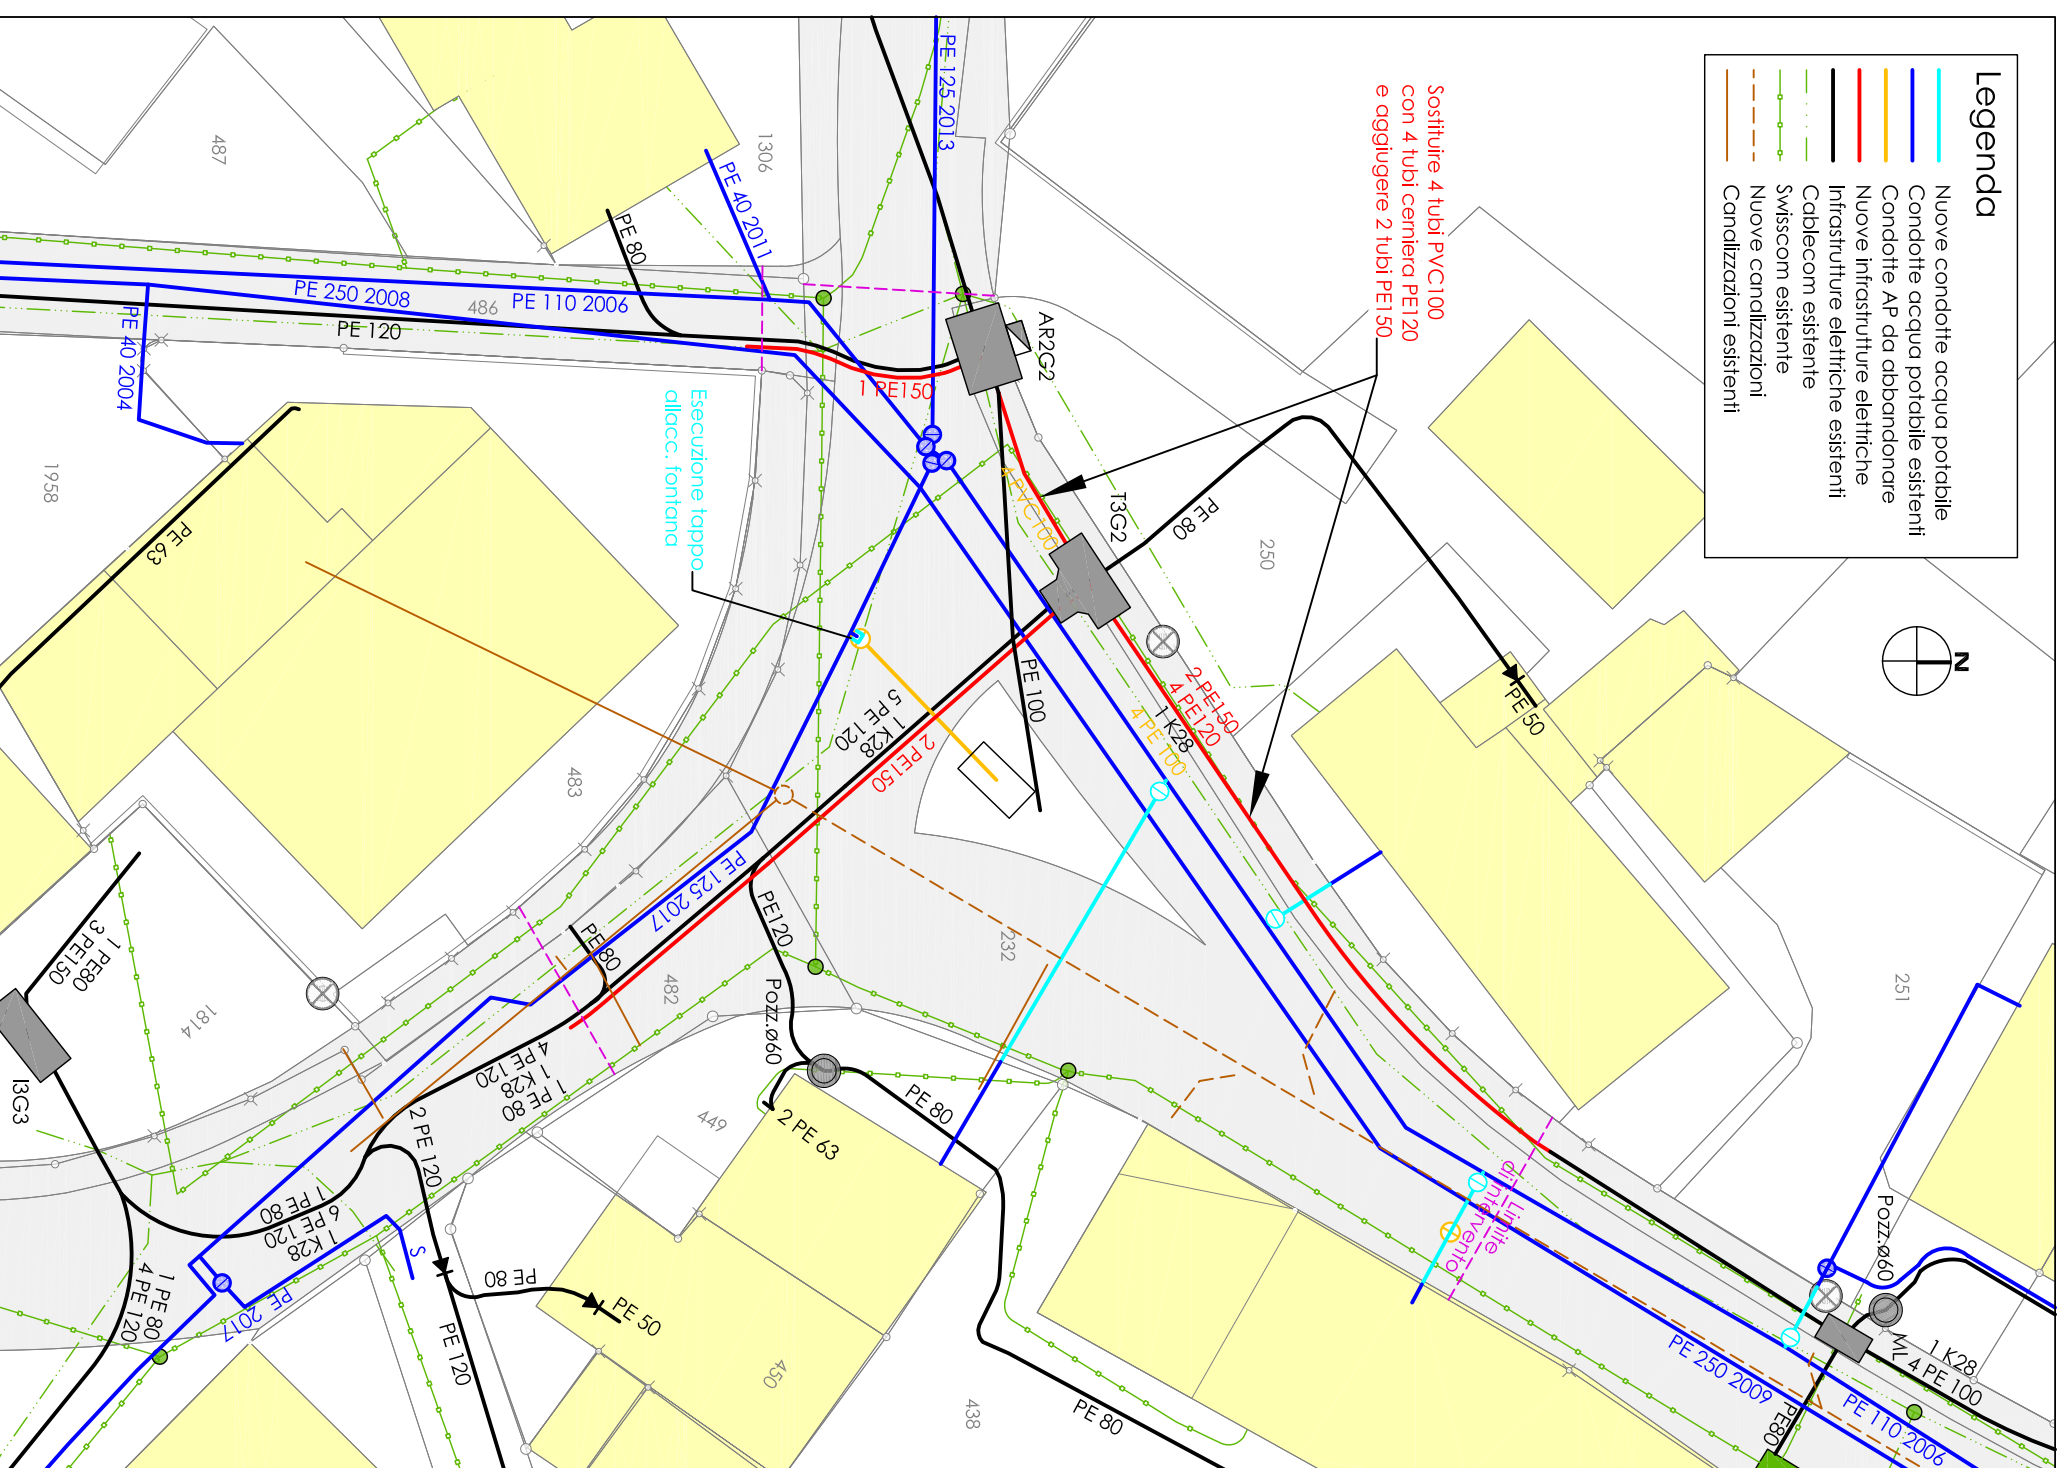 Legenda
Nuove condotte acqua potabile
Condotte acqua potabile esistenti
Condotte AP da abbandonare
Nuove infrastrutture elettriche
Infrastrutture elettriche esistenti
Cablecom esistente
Swisscom esistente
Nuove canalizzazioni
Canalizzazioni esistenti
Sostituire 4 tubi PVC100
con 4 tubi cerniera PE120
e aggiugere 2 tubi PE150
N
PE 125 2013
1306
487
PE 40 2011
PE 80
PE 250 2008
486
PE 110 2006
PE 120
PE 40 2004
1 PE150
AR2G2
Esecuzione tappo
allacc. fontana
4 PVC100
T3G2
PE 80
250
1958
PE 63
PE 50
PE 100
2 PE150
4 PE120
1 K28
4 PE 100
5 PE 120
1 K28
2 PE150
483
PE 125 2017
PE120
PE 80
482
232
251
Pozz.ø60
1 PE80
3 PE150
1814
I3G3
4 PE 120
1 K28
PE 80
2 PE 120
449
2 PE 63
PE 80
Limite
di intervento
Pozz.ø60
1 PE 80
6 PE 120
1 K28
S
PE 80
PE 50
PE 2017
1 PE 80
4 PE 120
PE 120
450
438
PE 80
PE 250 2009
ML
1 K28
4 PE 100
PE 110 2006
PE80